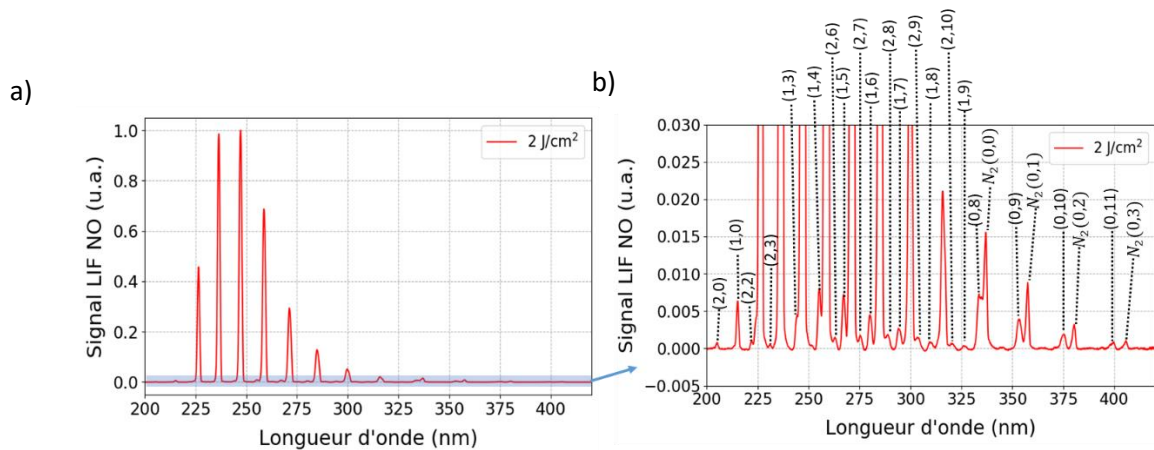 a)
Signal LIF NO (u.a.)
1.0
0.8
0.6
0.4
0.2
0.0
2 J/cm²
200 225 250 275 300 325 350 375 400
Longueur d'onde (nm)
b)
Signal LIF NO (u.a.)
0.030
0.025
0.020
0.015
0.010
0.005
0.000
−0.005
2 J/cm²
(2,0)
(1,0)
(2,2)
(2,3)
(1,3)
(1,4)
(2,6)
(1,5)
(2,7)
(1,6)
(2,8)
(1,7)
(2,9)
(1,8)
(2,10)
(1,9)
(0,8)
N₂(0,0)
(0,9)
N₂(0,1)
(0,10)
N₂(0,2)
(0,11)
N₂(0,3)
200 225 250 275 300 325 350 375 400
Longueur d'onde (nm)